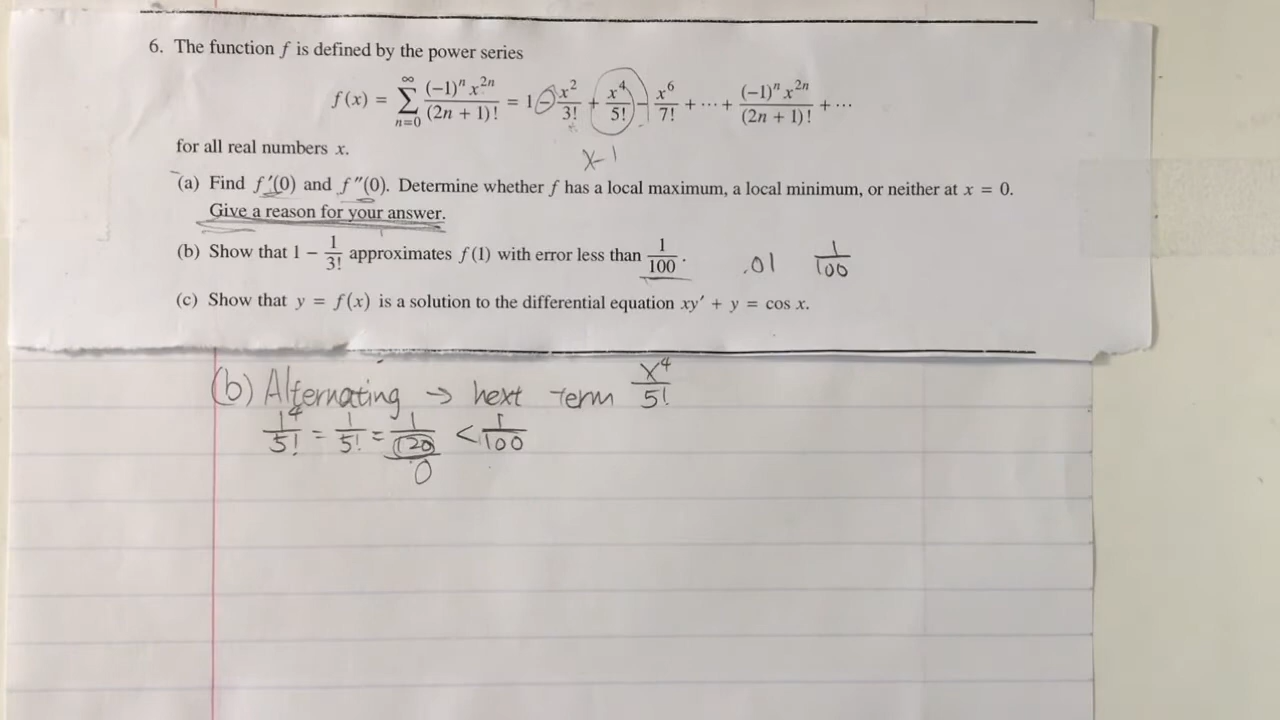 6. The function f is defined by the power series
f(x) = ∑_{n=0}^{∞} (-1)^n x^{2n} / (2n + 1)! = 1 - x^2/3! + x^4/5! - x^6/7! + ··· + (-1)^n x^{2n} / (2n + 1)! + ···
for all real numbers x.
x-1
(a) Find f′(0) and f″(0). Determine whether f has a local maximum, a local minimum, or neither at x = 0.
Give a reason for your answer.
(b) Show that 1 - 1/3! approximates f(1) with error less than 1/100. .01 1/100
(c) Show that y = f(x) is a solution to the differential equation xy′ + y = cos x.
(b) Alternating → next term x^4/5!
1^4/5! = 1/5! = 1/120 < 1/100
0